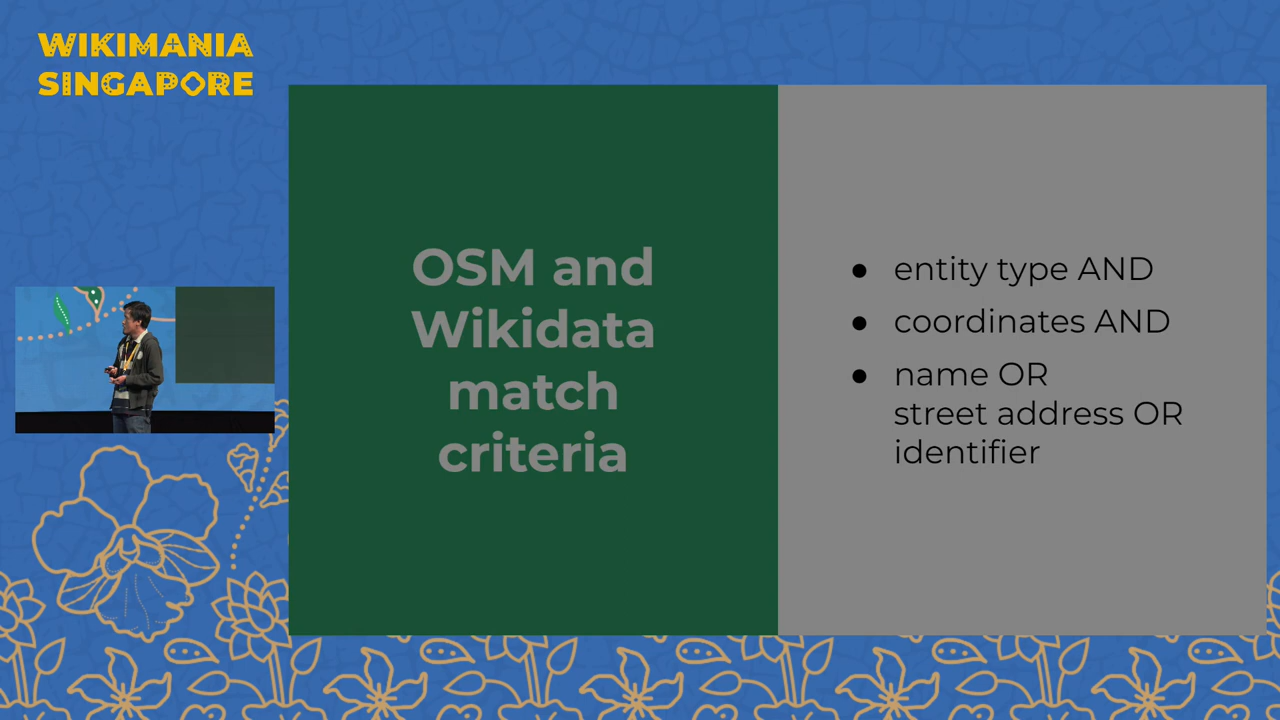 WIKIMANIA
SINGAPORE
OSM and
Wikidata
match
criteria
● entity type AND
● coordinates AND
● name OR
street address OR
identifier